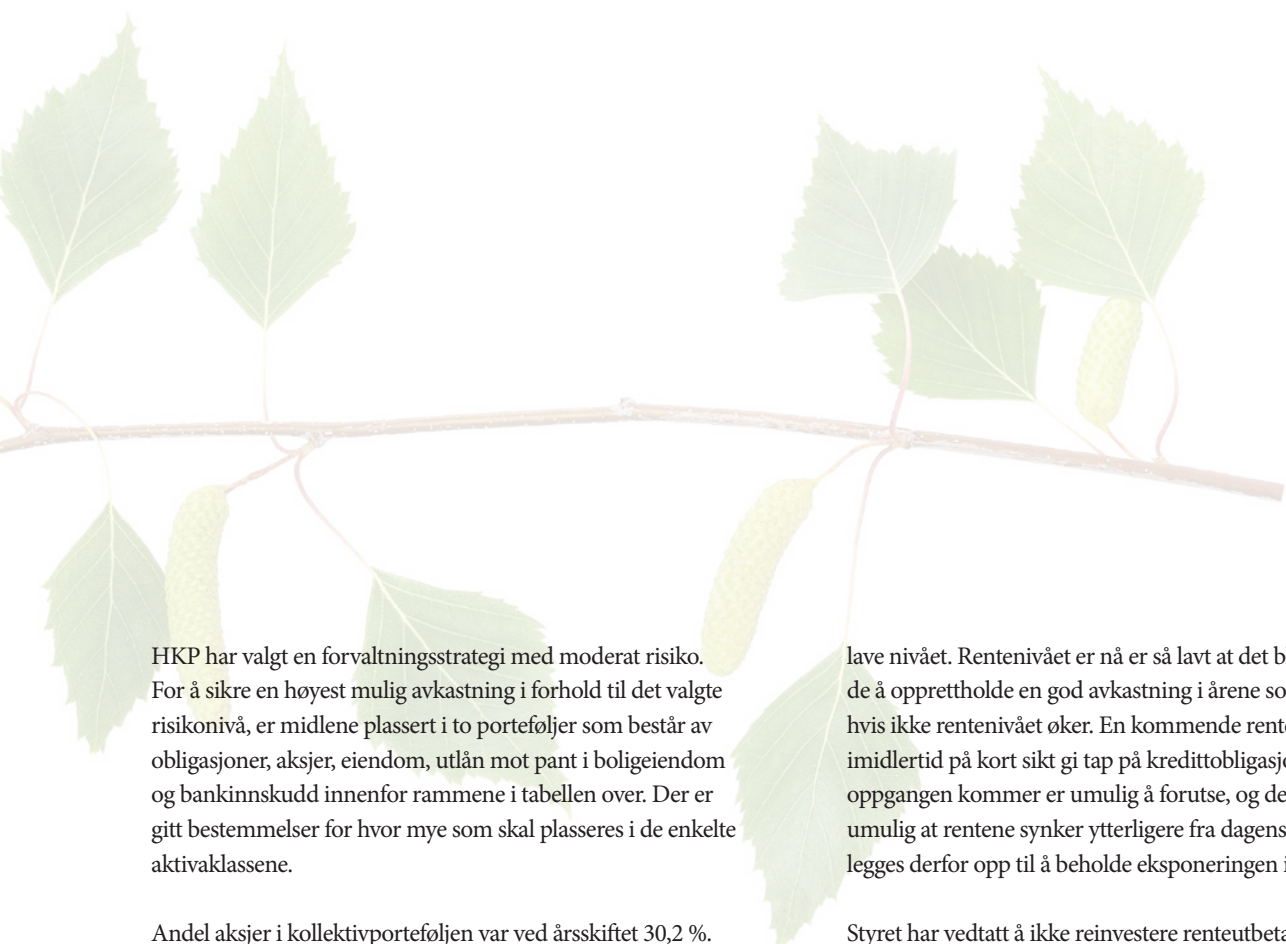 HKP har valgt en forvaltningsstrategi med moderat risiko.
For å sikre en høyest mulig avkastning i forhold til det valgte
risikonivå, er midlene plassert i to porteføljer som består av
obligasjoner, aksjer, eiendom, utlån mot pant i boligeiendom
og bankinnskudd innenfor rammene i tabellen over. Der er
gitt bestemmelser for hvor mye som skal plasseres i de enkelte
aktivaklassene.
Andel aksjer i kollektivporteføljen var ved årsskiftet 30,2 %.
lave nivået. Rentenivået er nå er så lavt at det b
de å opprettholde en god avkastning i årene so
hvis ikke rentenivået øker. En kommende rente
imidlertid på kort sikt gi tap på kredittobligasjo
oppgangen kommer er umulig å forutse, og de
umulig at rentene synker ytterligere fra dagens
legges derfor opp til å beholde eksponeringen i
Styret har vedtatt å ikke reinvestere renteutbeta